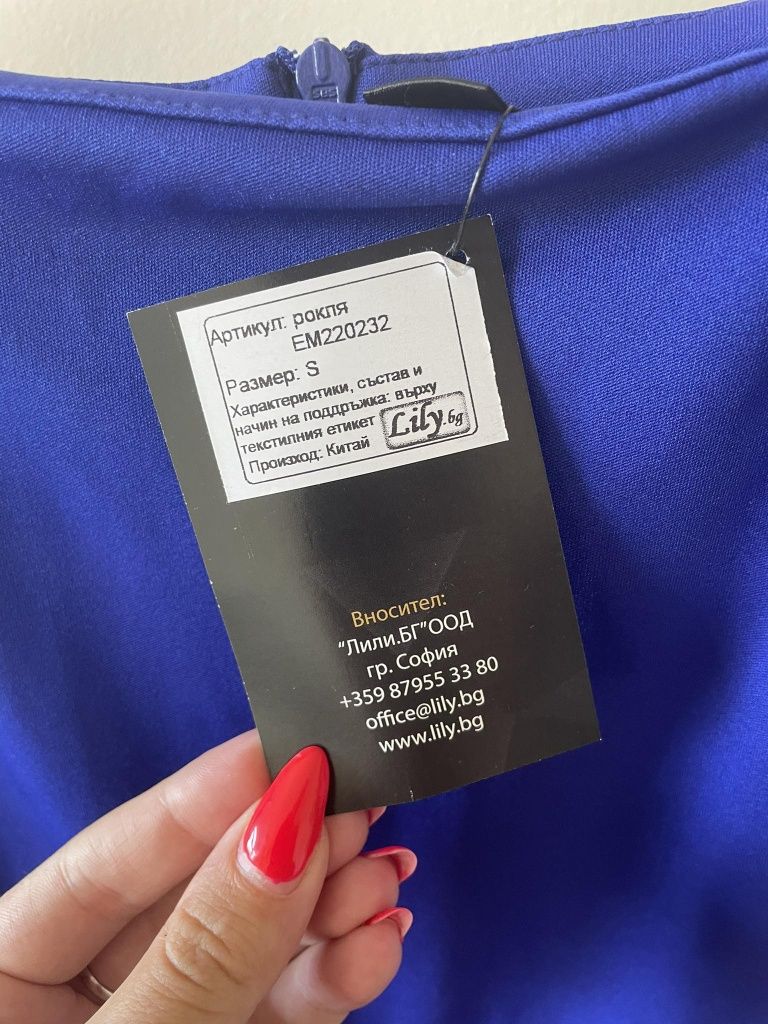 Артикул: рокля
EM220232
Размер: S
Характеристики, състав и
начин на поддръжка: върху
текстилния етикет
Произход: Китай
Lily.bg
Вносител:
"Лили.БГ"ООД
гр. София
+359 87955 33 80
office@lily.bg
www.lily.bg